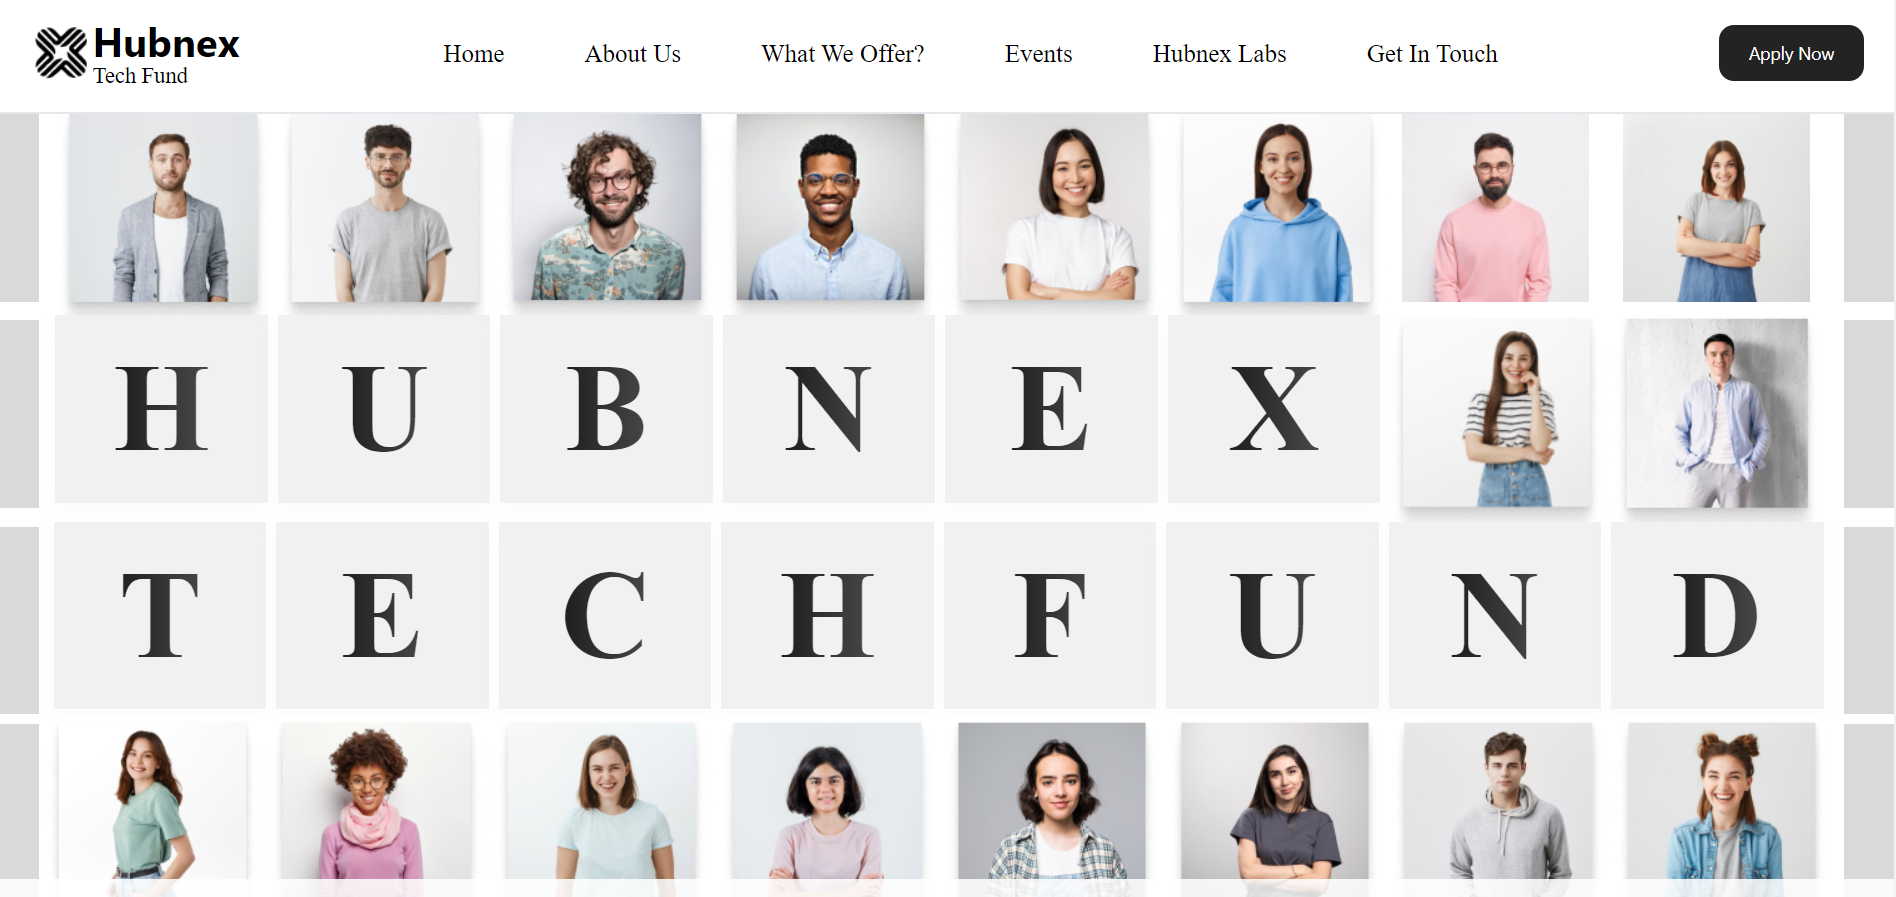 Hubnex
Tech Fund
Home About Us What We Offer? Events Hubnex Labs Get In Touch
Apply Now
H U B N E X
T E C H F U N D